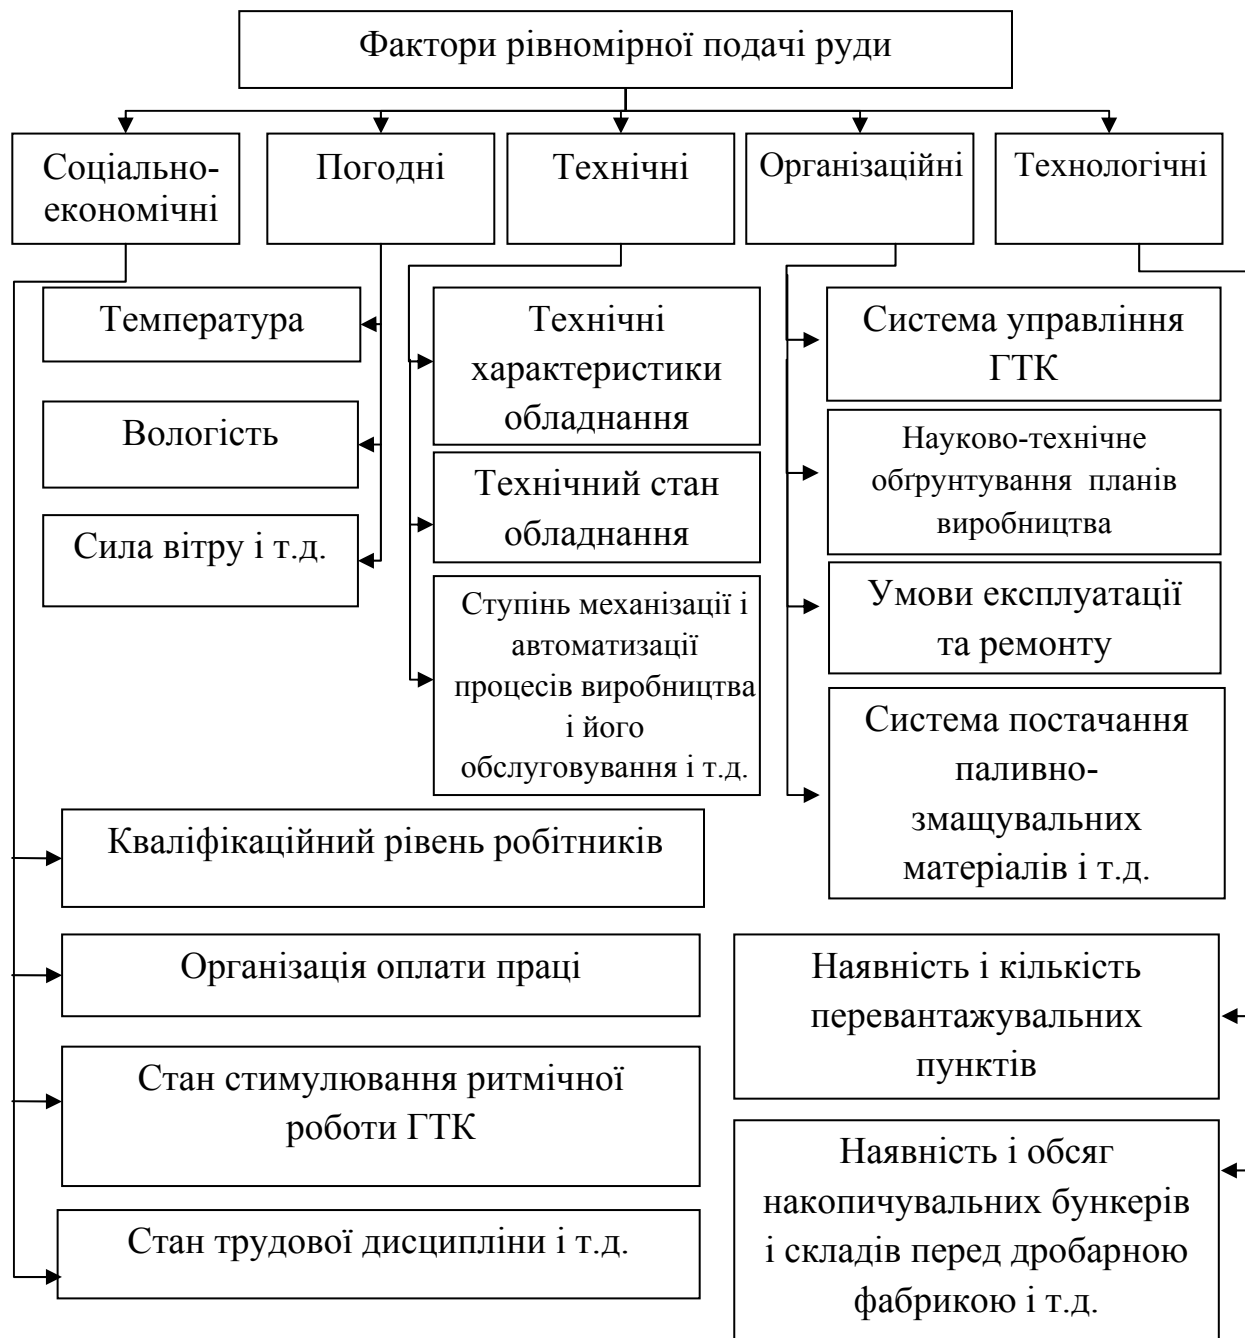 Фактори рівномірної подачі руди
Соціально-
економічні
Погодні
Технічні
Організаційні
Технологічні
Температура
Вологість
Сила вітру і т.д.
Технічні
характеристики
обладнання
Технічний стан
обладнання
Ступінь механізації і
автоматизації
процесів виробництва
і його
обслуговування і т.д.
Система управління
ГТК
Науково-технічне
обґрунтування планів
виробництва
Умови експлуатації
та ремонту
Система постачання
паливно-
змащувальних
матеріалів і т.д.
Кваліфікаційний рівень робітників
Організація оплати праці
Стан стимулювання ритмічної
роботи ГТК
Стан трудової дисципліни і т.д.
Наявність і кількість
перевантажувальних
пунктів
Наявність і обсяг
накопичувальних бункерів
і складів перед дробарною
фабрикою і т.д.